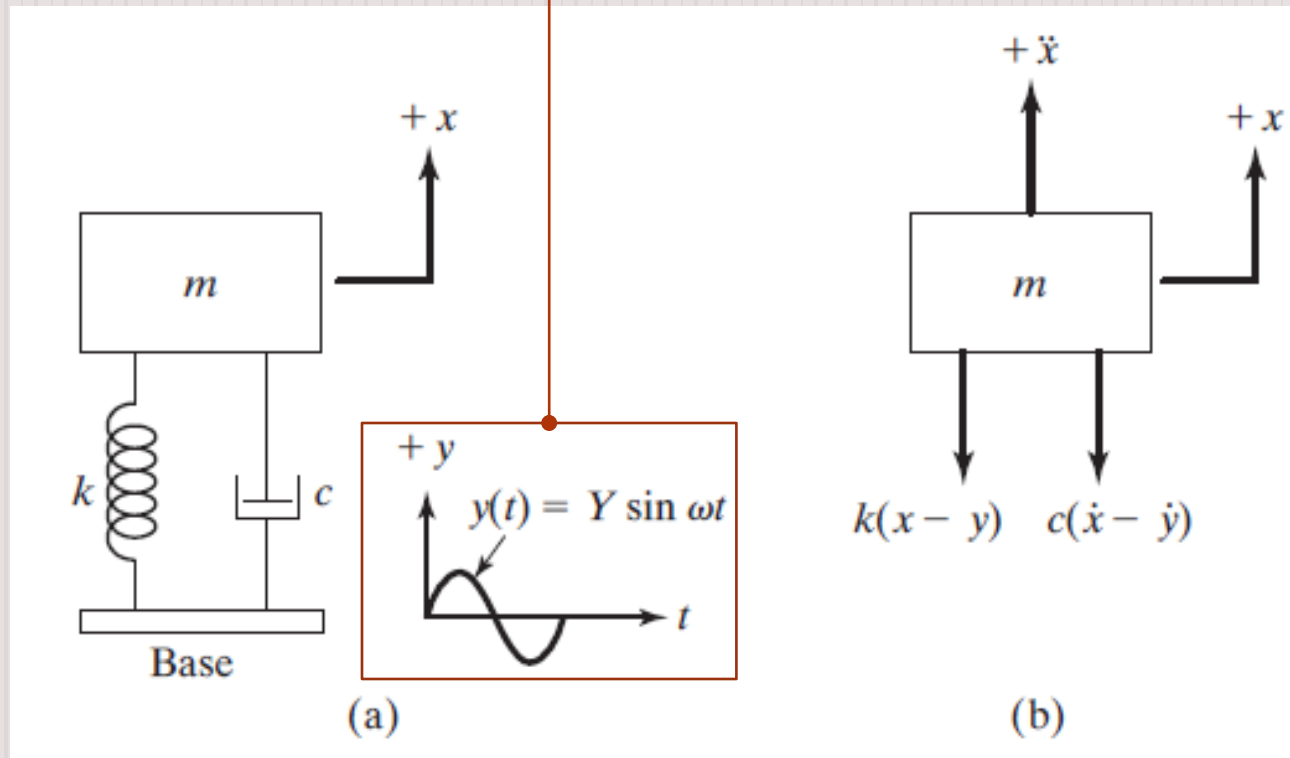 +ẍ
+x
+x
m
m
+y
y(t) = Y sin ωt
k
c
k(x − y) c(ẋ − ẏ)
t
Base
(a)
(b)